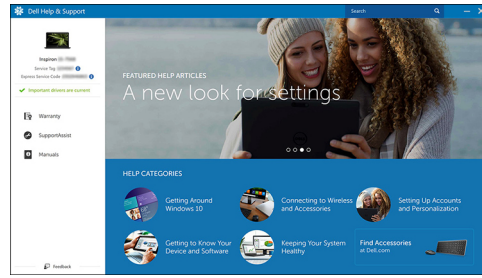 Dell Help & Support
Search
Inspiron
Service Tag
Express Service Code
Important drivers are current
Warranty
SupportAssist
Manuals
Feedback
FEATURED HELP ARTICLES
A new look for settings
HELP CATEGORIES
Getting Around
Windows 10
Connecting to Wireless
and Accessories
Setting Up Accounts
and Personalization
Getting to Know Your
Device and Software
Keeping Your System
Healthy
Find Accessories
at Dell.com